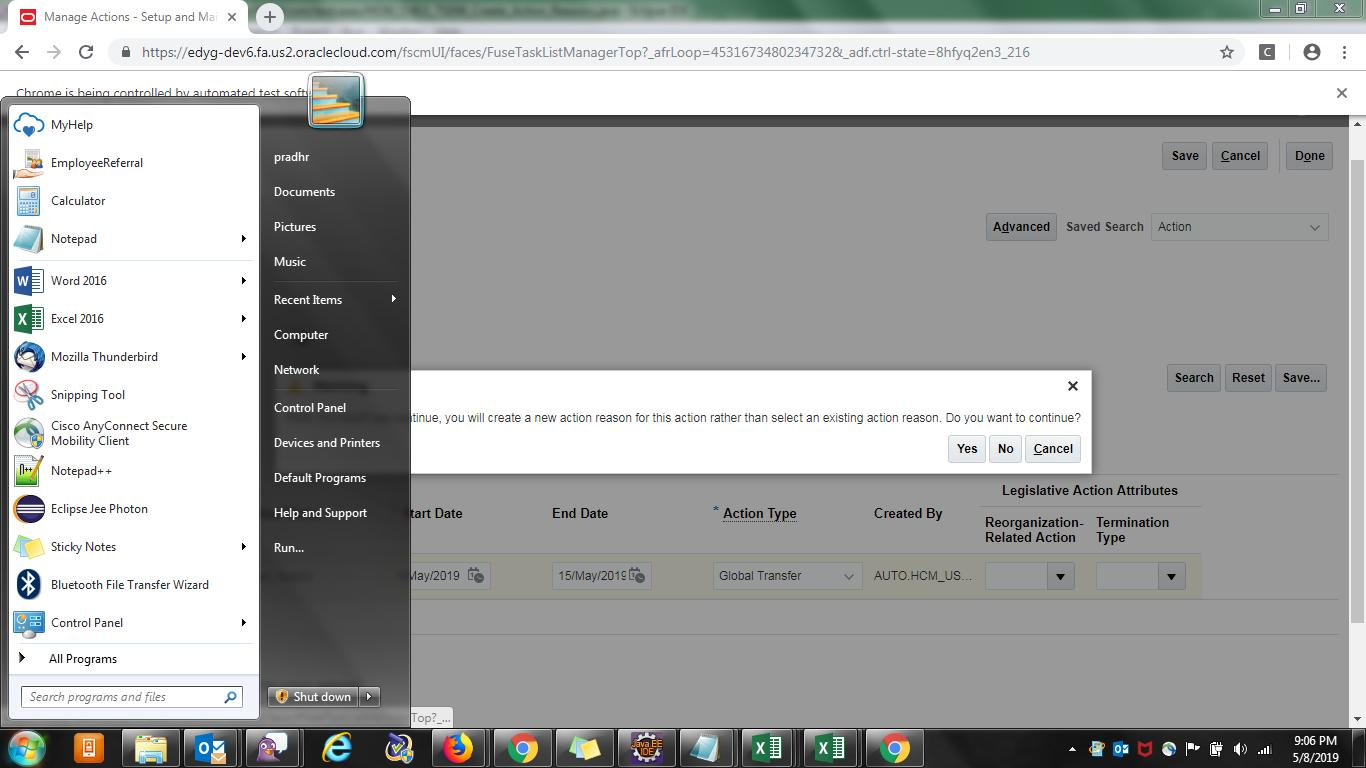 Manage Actions - Setup and Mai
https://edyg-dev6.fa.us2.oraclecloud.com/fscmUI/faces/FuseTaskListManagerTop?_afrLoop=45316734802347​32&_adf.ctrl-state=8hfyq2en3_216
C
Chrome is being controlled by automated test softw
MyHelp
EmployeeReferral
Calculator
Notepad
Word 2016
Excel 2016
Mozilla Thunderbird
Snipping Tool
Cisco AnyConnect Secure
Mobility Client
Notepad++
Eclipse Jee Photon
Sticky Notes
Bluetooth File Transfer Wizard
Control Panel
All Programs
Search programs and files
pradhr
Documents
Pictures
Music
Recent Items
Computer
Network
Control Panel
Devices and Printers
Default Programs
Help and Support
Run...
Shut down
Save Cancel Done
Advanced Saved Search Action
Search Reset Save...
ntinue, you will create a new action reason for this action rather than select an existing action reason. Do you want to continue?
Yes No Cancel
Legislative Action Attributes
tart Date End Date * Action Type Created By
Reorganization-
Related Action
Termination
Type
May/2019 15/May/2019 Global Transfer AUTO.HCM_US...
Top?_...
Java EE
IDE
9:06 PM
5/8/2019